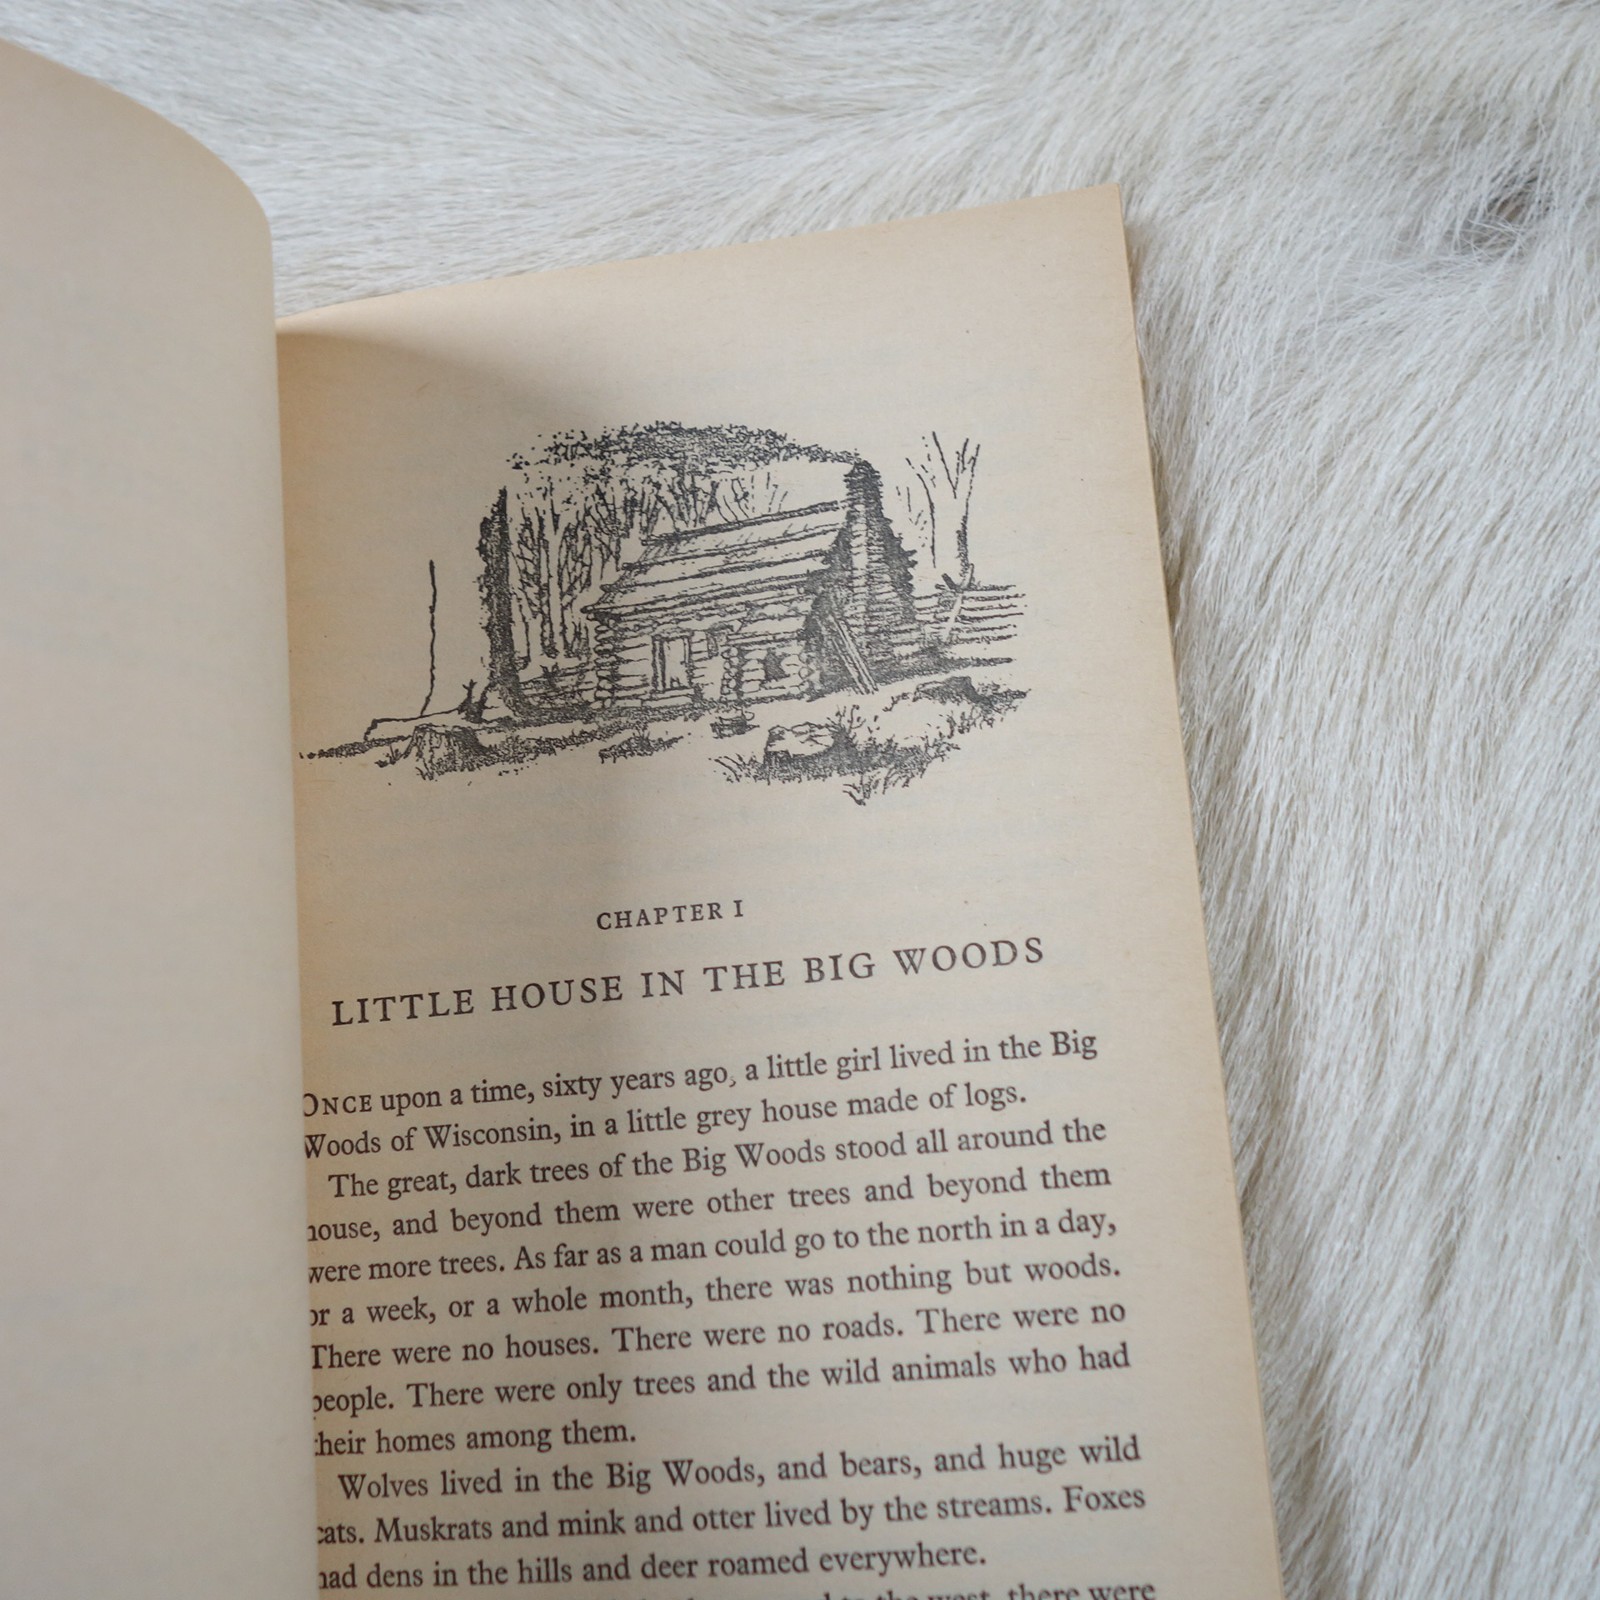 CHAPTER I
LITTLE HOUSE IN THE BIG WOODS
ONCE upon a time, sixty years ago, a little girl lived in the Big
Woods of Wisconsin, in a little grey house made of logs.
The great, dark trees of the Big Woods stood all around the
house, and beyond them were other trees and beyond them
were more trees. As far as a man could go to the north in a day,
or a week, or a whole month, there was nothing but woods.
There were no houses. There were no roads. There were no
people. There were only trees and the wild animals who had
their homes among them.
Wolves lived in the Big Woods, and bears, and huge wild
cats. Muskrats and mink and otter lived by the streams. Foxes
had dens in the hills and deer roamed everywhere.
to the west, there were